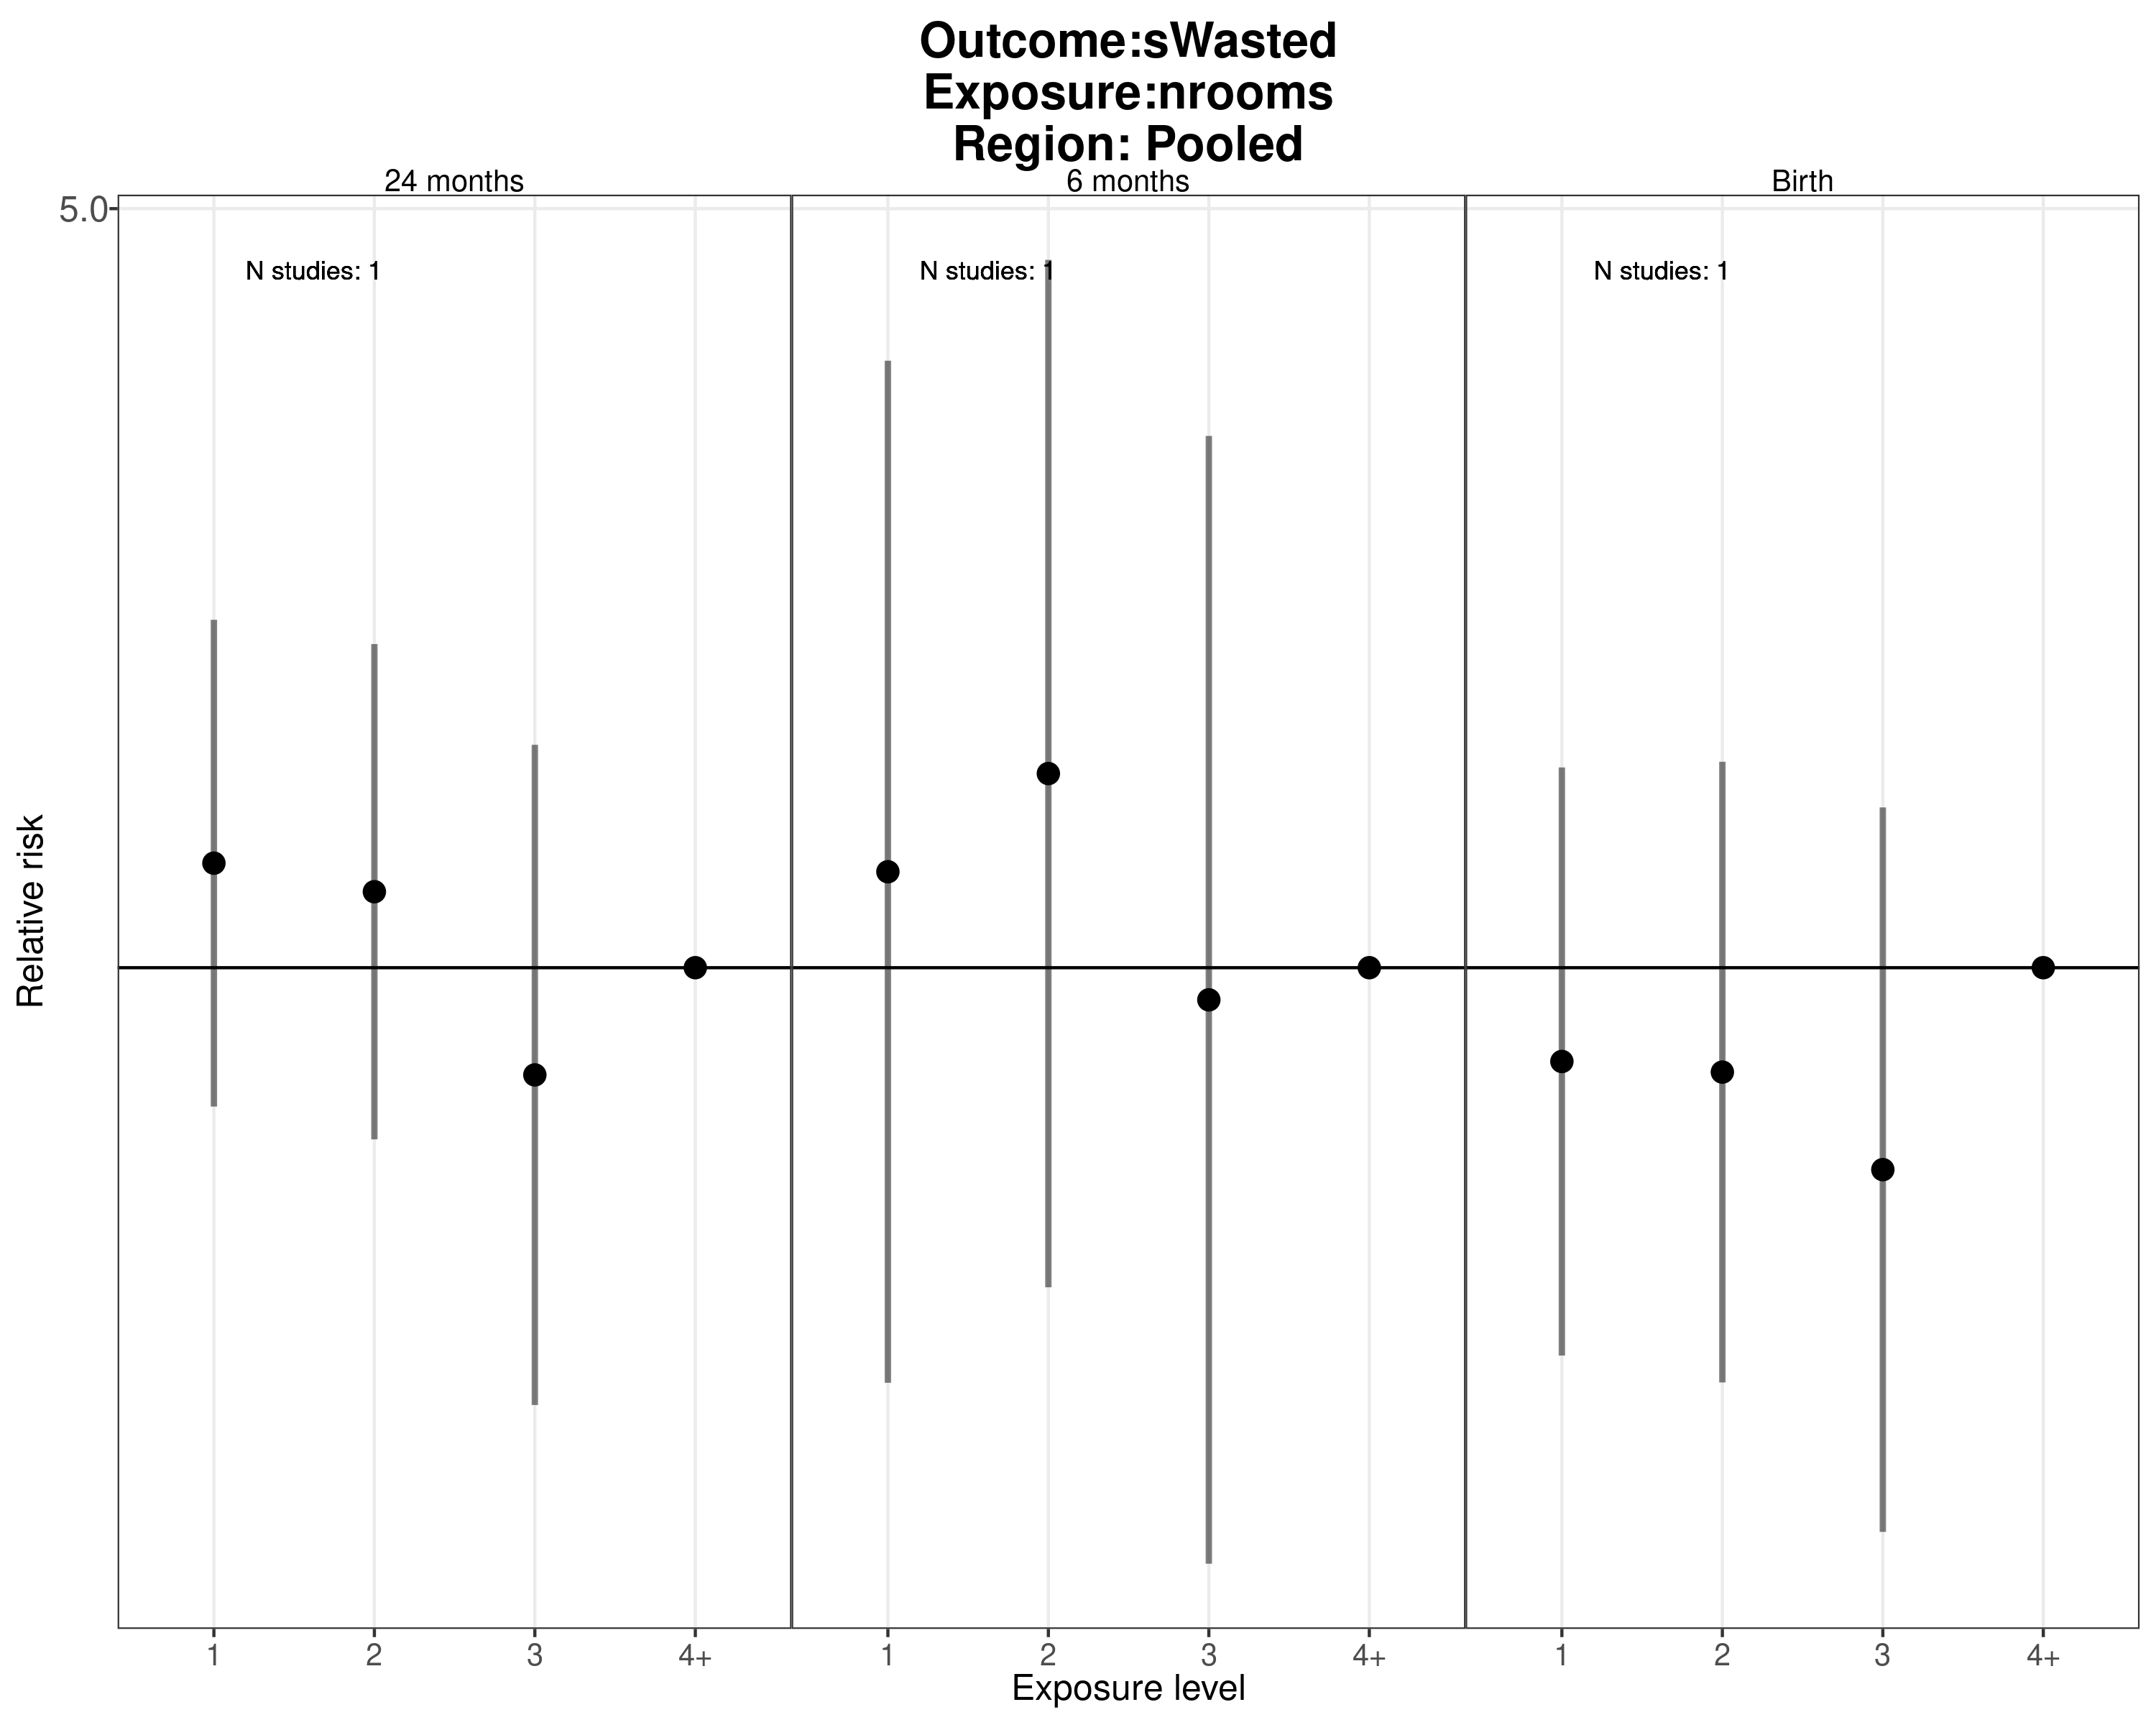 Outcome:sWasted
Exposure:nrooms
Region: Pooled
24 months 6 months Birth
5.0
N studies: 1 N studies: 1 N studies: 1
Relative risk
1 2 3 4+ 1 2 3 4+ 1 2 3 4+
Exposure level